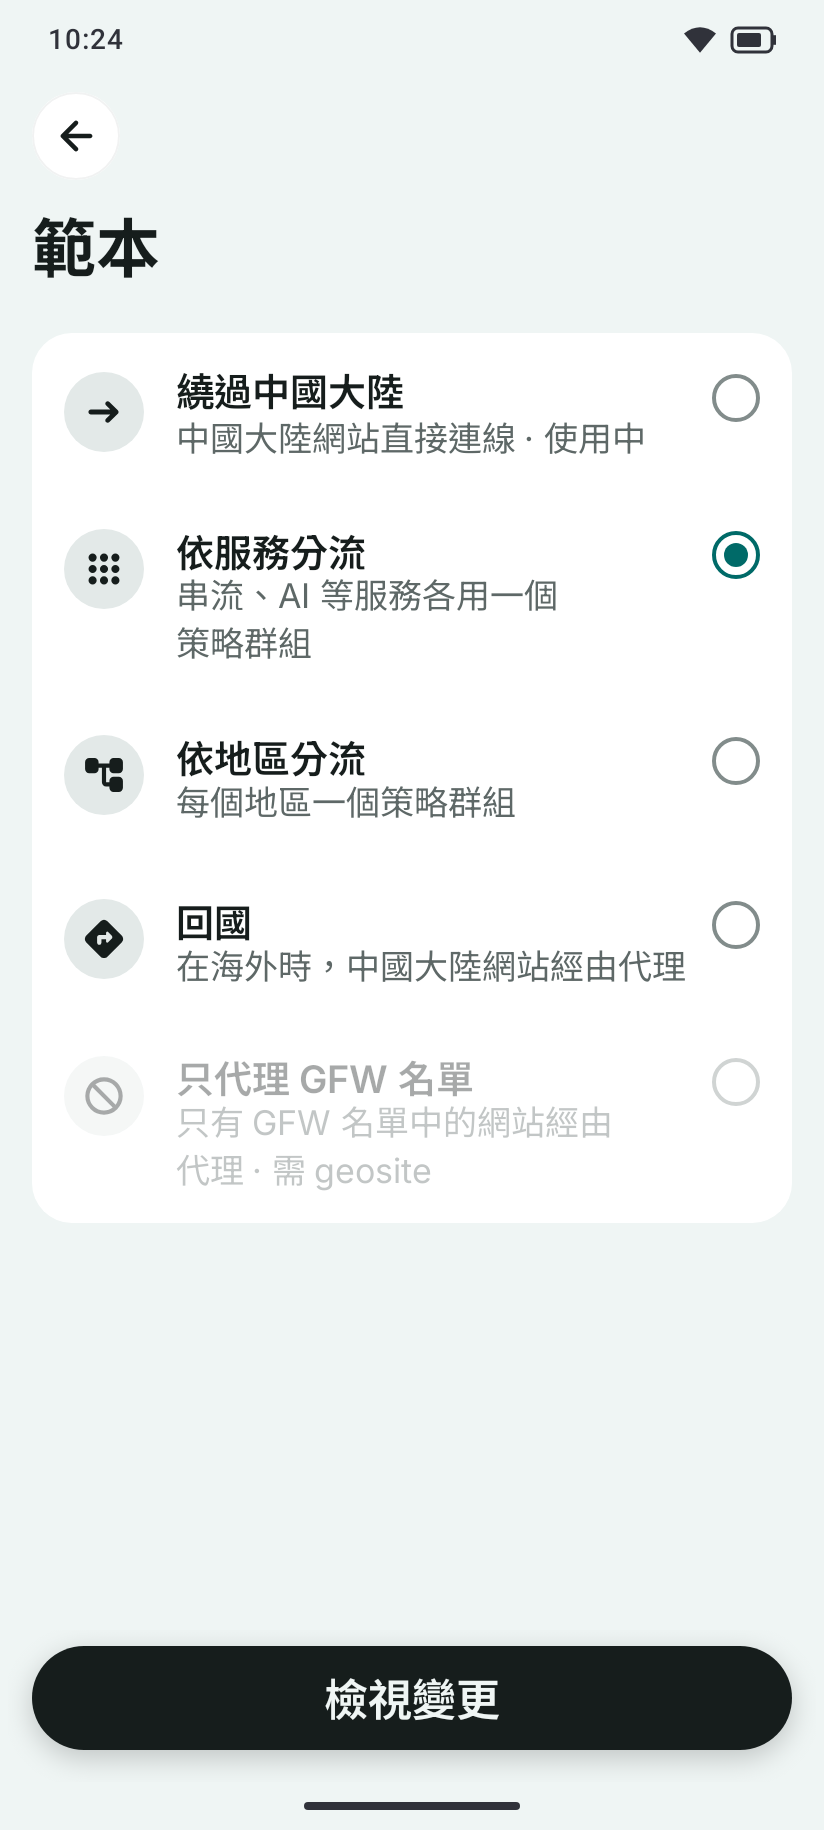 10:24
範本
繞過中國大陸
中國大陸網站直接連線 · 使用中
依服務分流
串流、AI 等服務各用一個
策略群組
依地區分流
每個地區一個策略群組
回國
在海外時，中國大陸網站經由代理
只代理 GFW 名單
只有 GFW 名單中的網站經由
代理 · 需 geosite
檢視變更